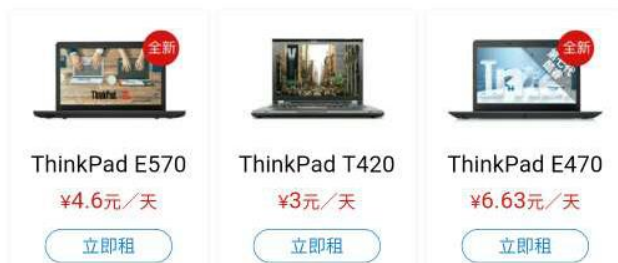 全新
全新
ThinkPad
ThinkPad E570
ThinkPad T420
ThinkPad E470
¥4.6元／天
¥3元／天
¥6.63元／天
立即租
立即租
立即租